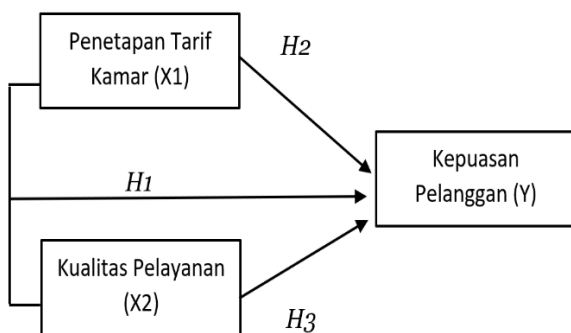 Penetapan Tarif
Kamar (X1)
H2
Kepuasan
Pelanggan (Y)
H1
Kualitas Pelayanan
(X2)
H3